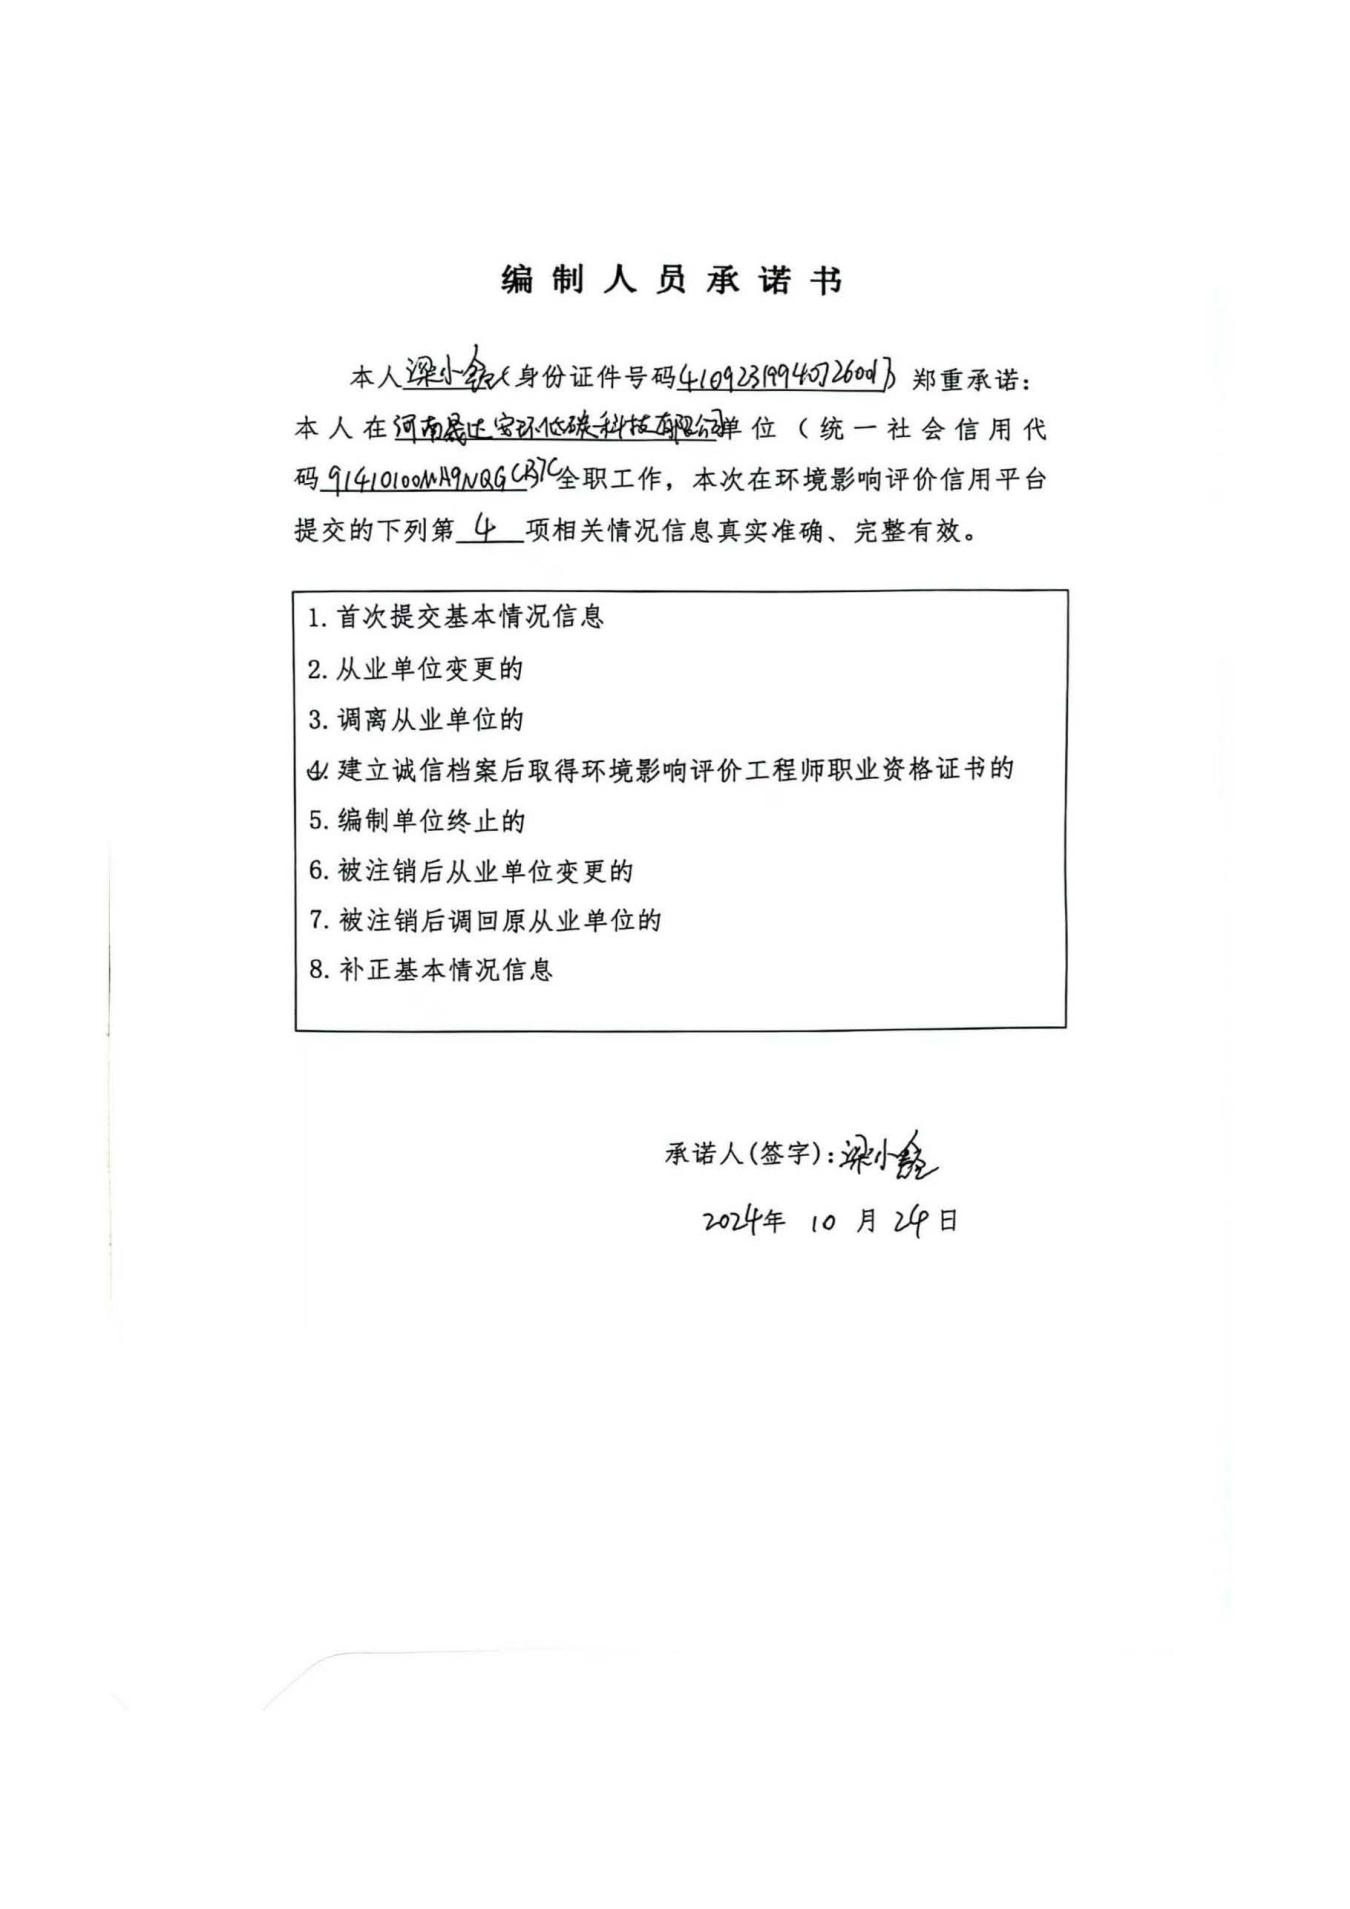 编制人员承诺书
本人梁小鑫(身份证件号码410923199407260017)郑重承诺：
本人在河南晟达安环低碳科技有限公司单位（统一社会信用代
码91410100MA9NQGCB7C全职工作，本次在环境影响评价信用平台
提交的下列第4项相关情况信息真实准确、完整有效。
1. 首次提交基本情况信息
2. 从业单位变更的
3. 调离从业单位的
4. 建立诚信档案后取得环境影响评价工程师职业资格证书的
5. 编制单位终止的
6. 被注销后从业单位变更的
7. 被注销后调回原从业单位的
8. 补正基本情况信息
承诺人(签字)：梁小鑫
2024年 10 月 24日